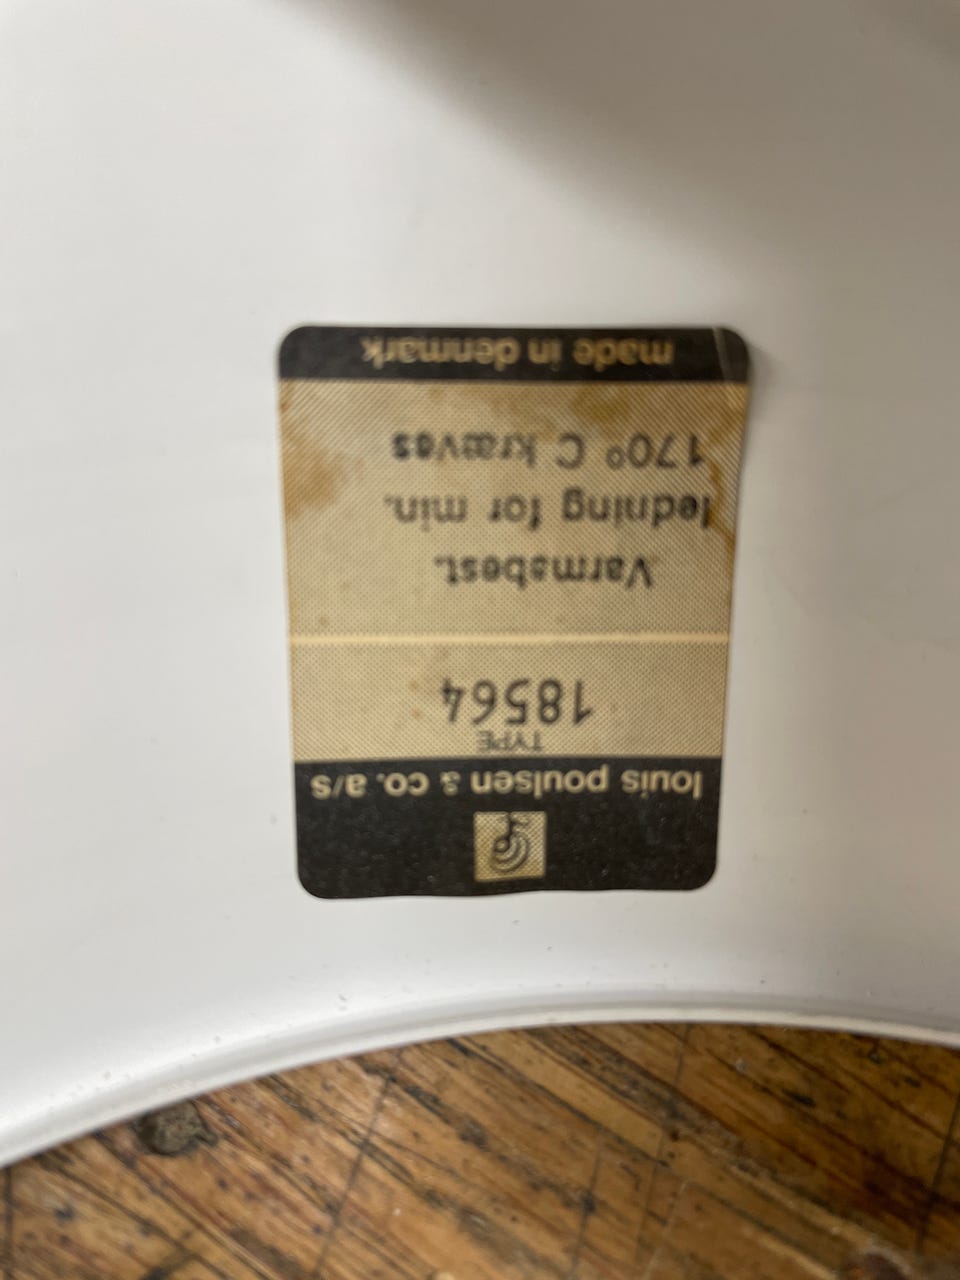 louis poulsen & co. a/s
TYPE
18564
Varmabest.
ledning for min.
170° C kræves
made in denmark